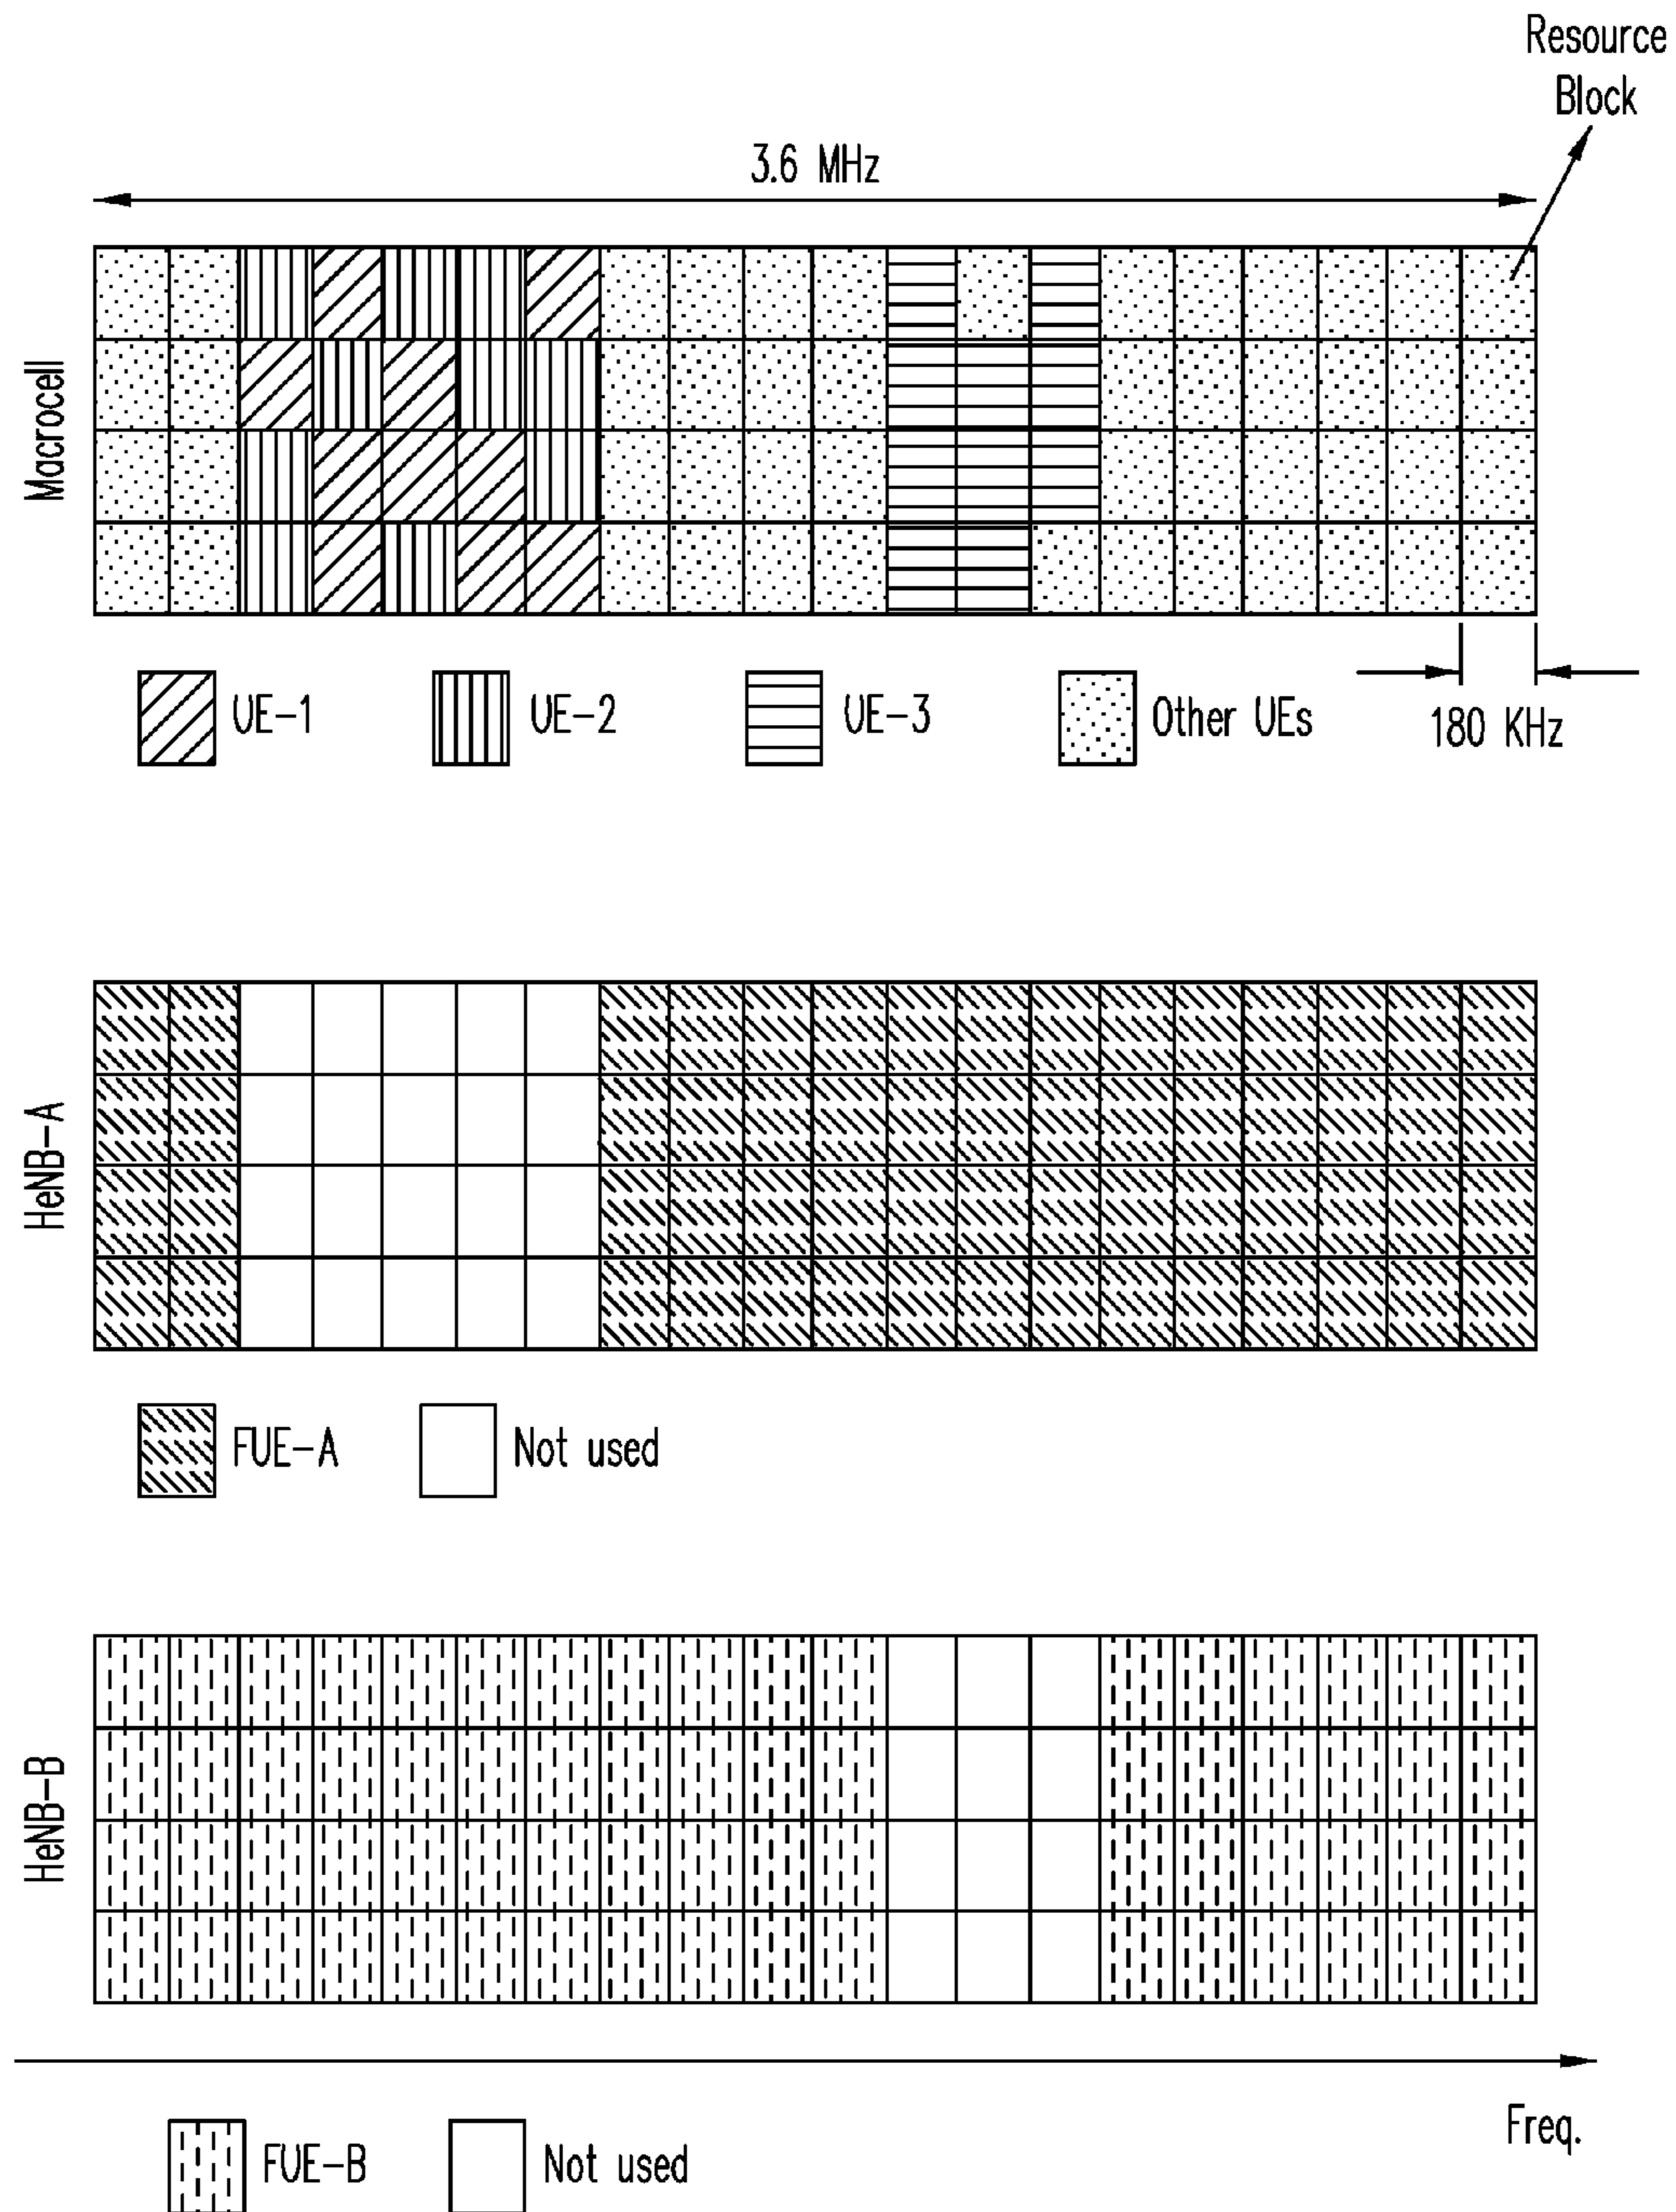 Resource
Block
3.6 MHz
Macrocell
UE-1
UE-2
UE-3
Other UEs
180 KHz
HeNB-A
FUE-A
Not used
HeNB-B
Freq.
FUE-B
Not used